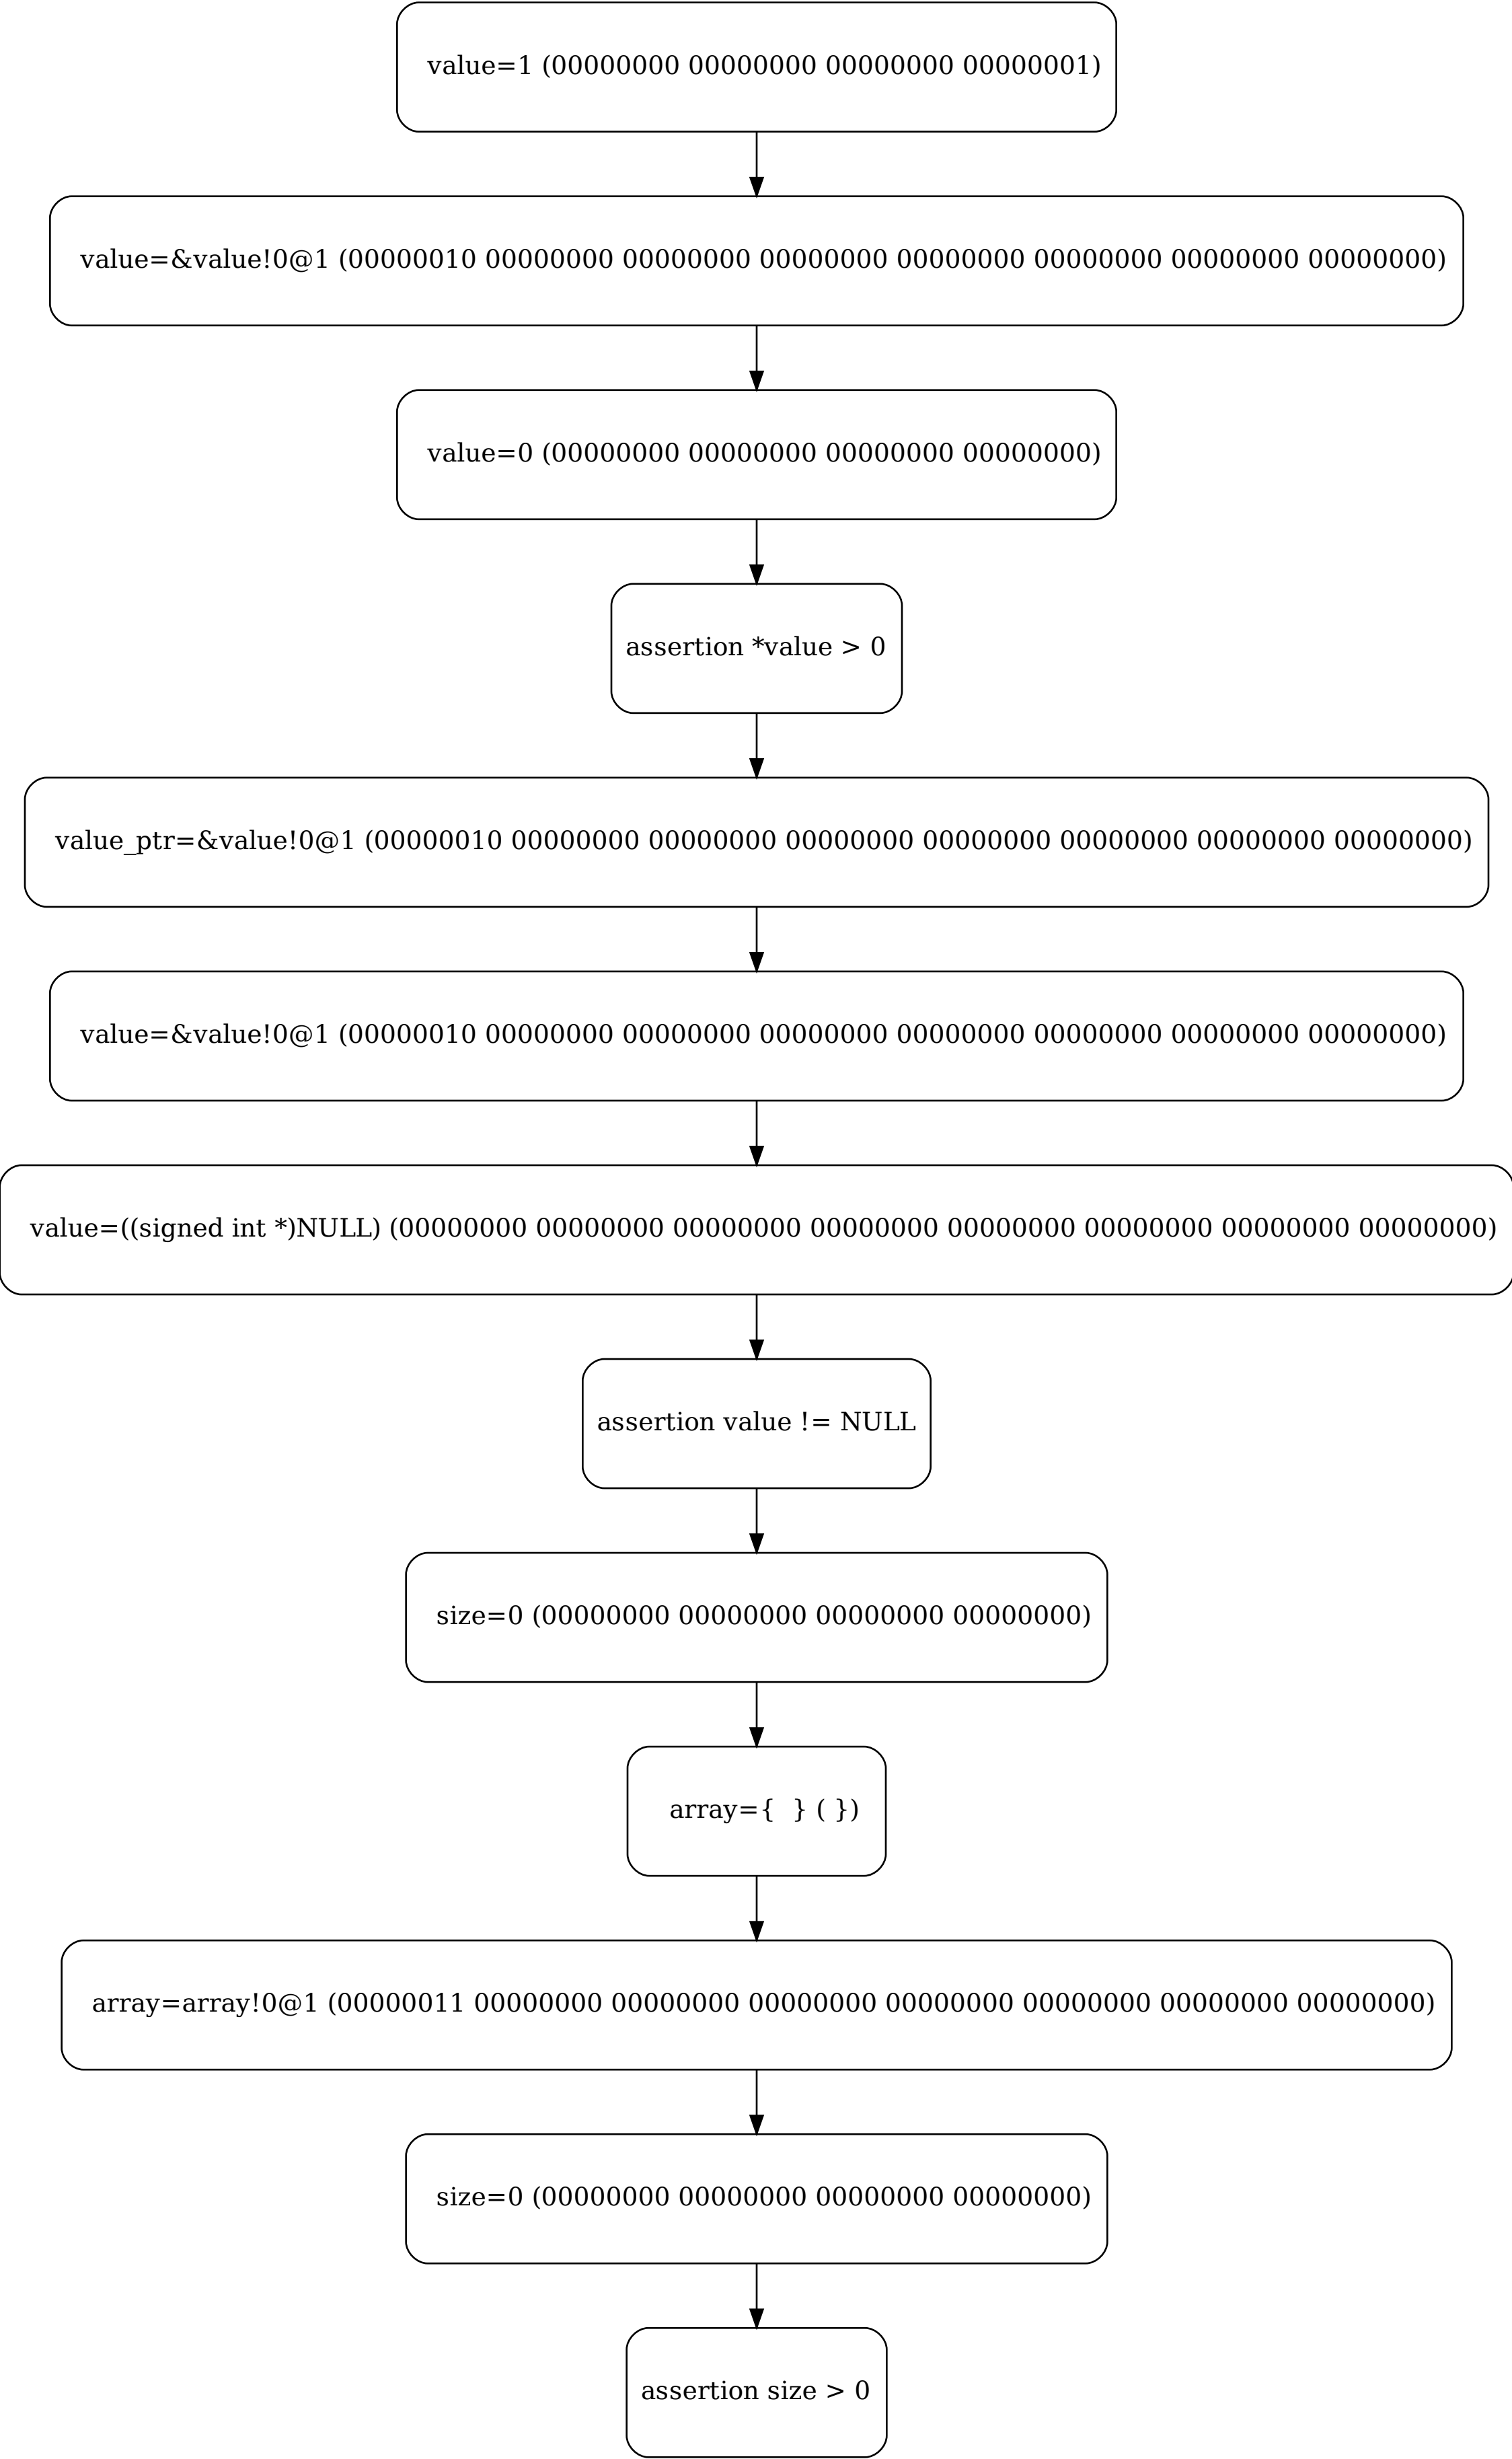 value=1 (00000000 00000000 00000000 00000001)
value=&value!0@1 (00000010 00000000 00000000 00000000 00000000 00000000 00000000 00000000)
value=0 (00000000 00000000 00000000 00000000)
assertion *value > 0
value_ptr=&value!0@1 (00000010 00000000 00000000 00000000 00000000 00000000 00000000 00000000)
value=&value!0@1 (00000010 00000000 00000000 00000000 00000000 00000000 00000000 00000000)
value=((signed int *)NULL) (00000000 00000000 00000000 00000000 00000000 00000000 00000000 00000000)
assertion value != NULL
size=0 (00000000 00000000 00000000 00000000)
array={  } ( })
array=array!0@1 (00000011 00000000 00000000 00000000 00000000 00000000 00000000 00000000)
size=0 (00000000 00000000 00000000 00000000)
assertion size > 0